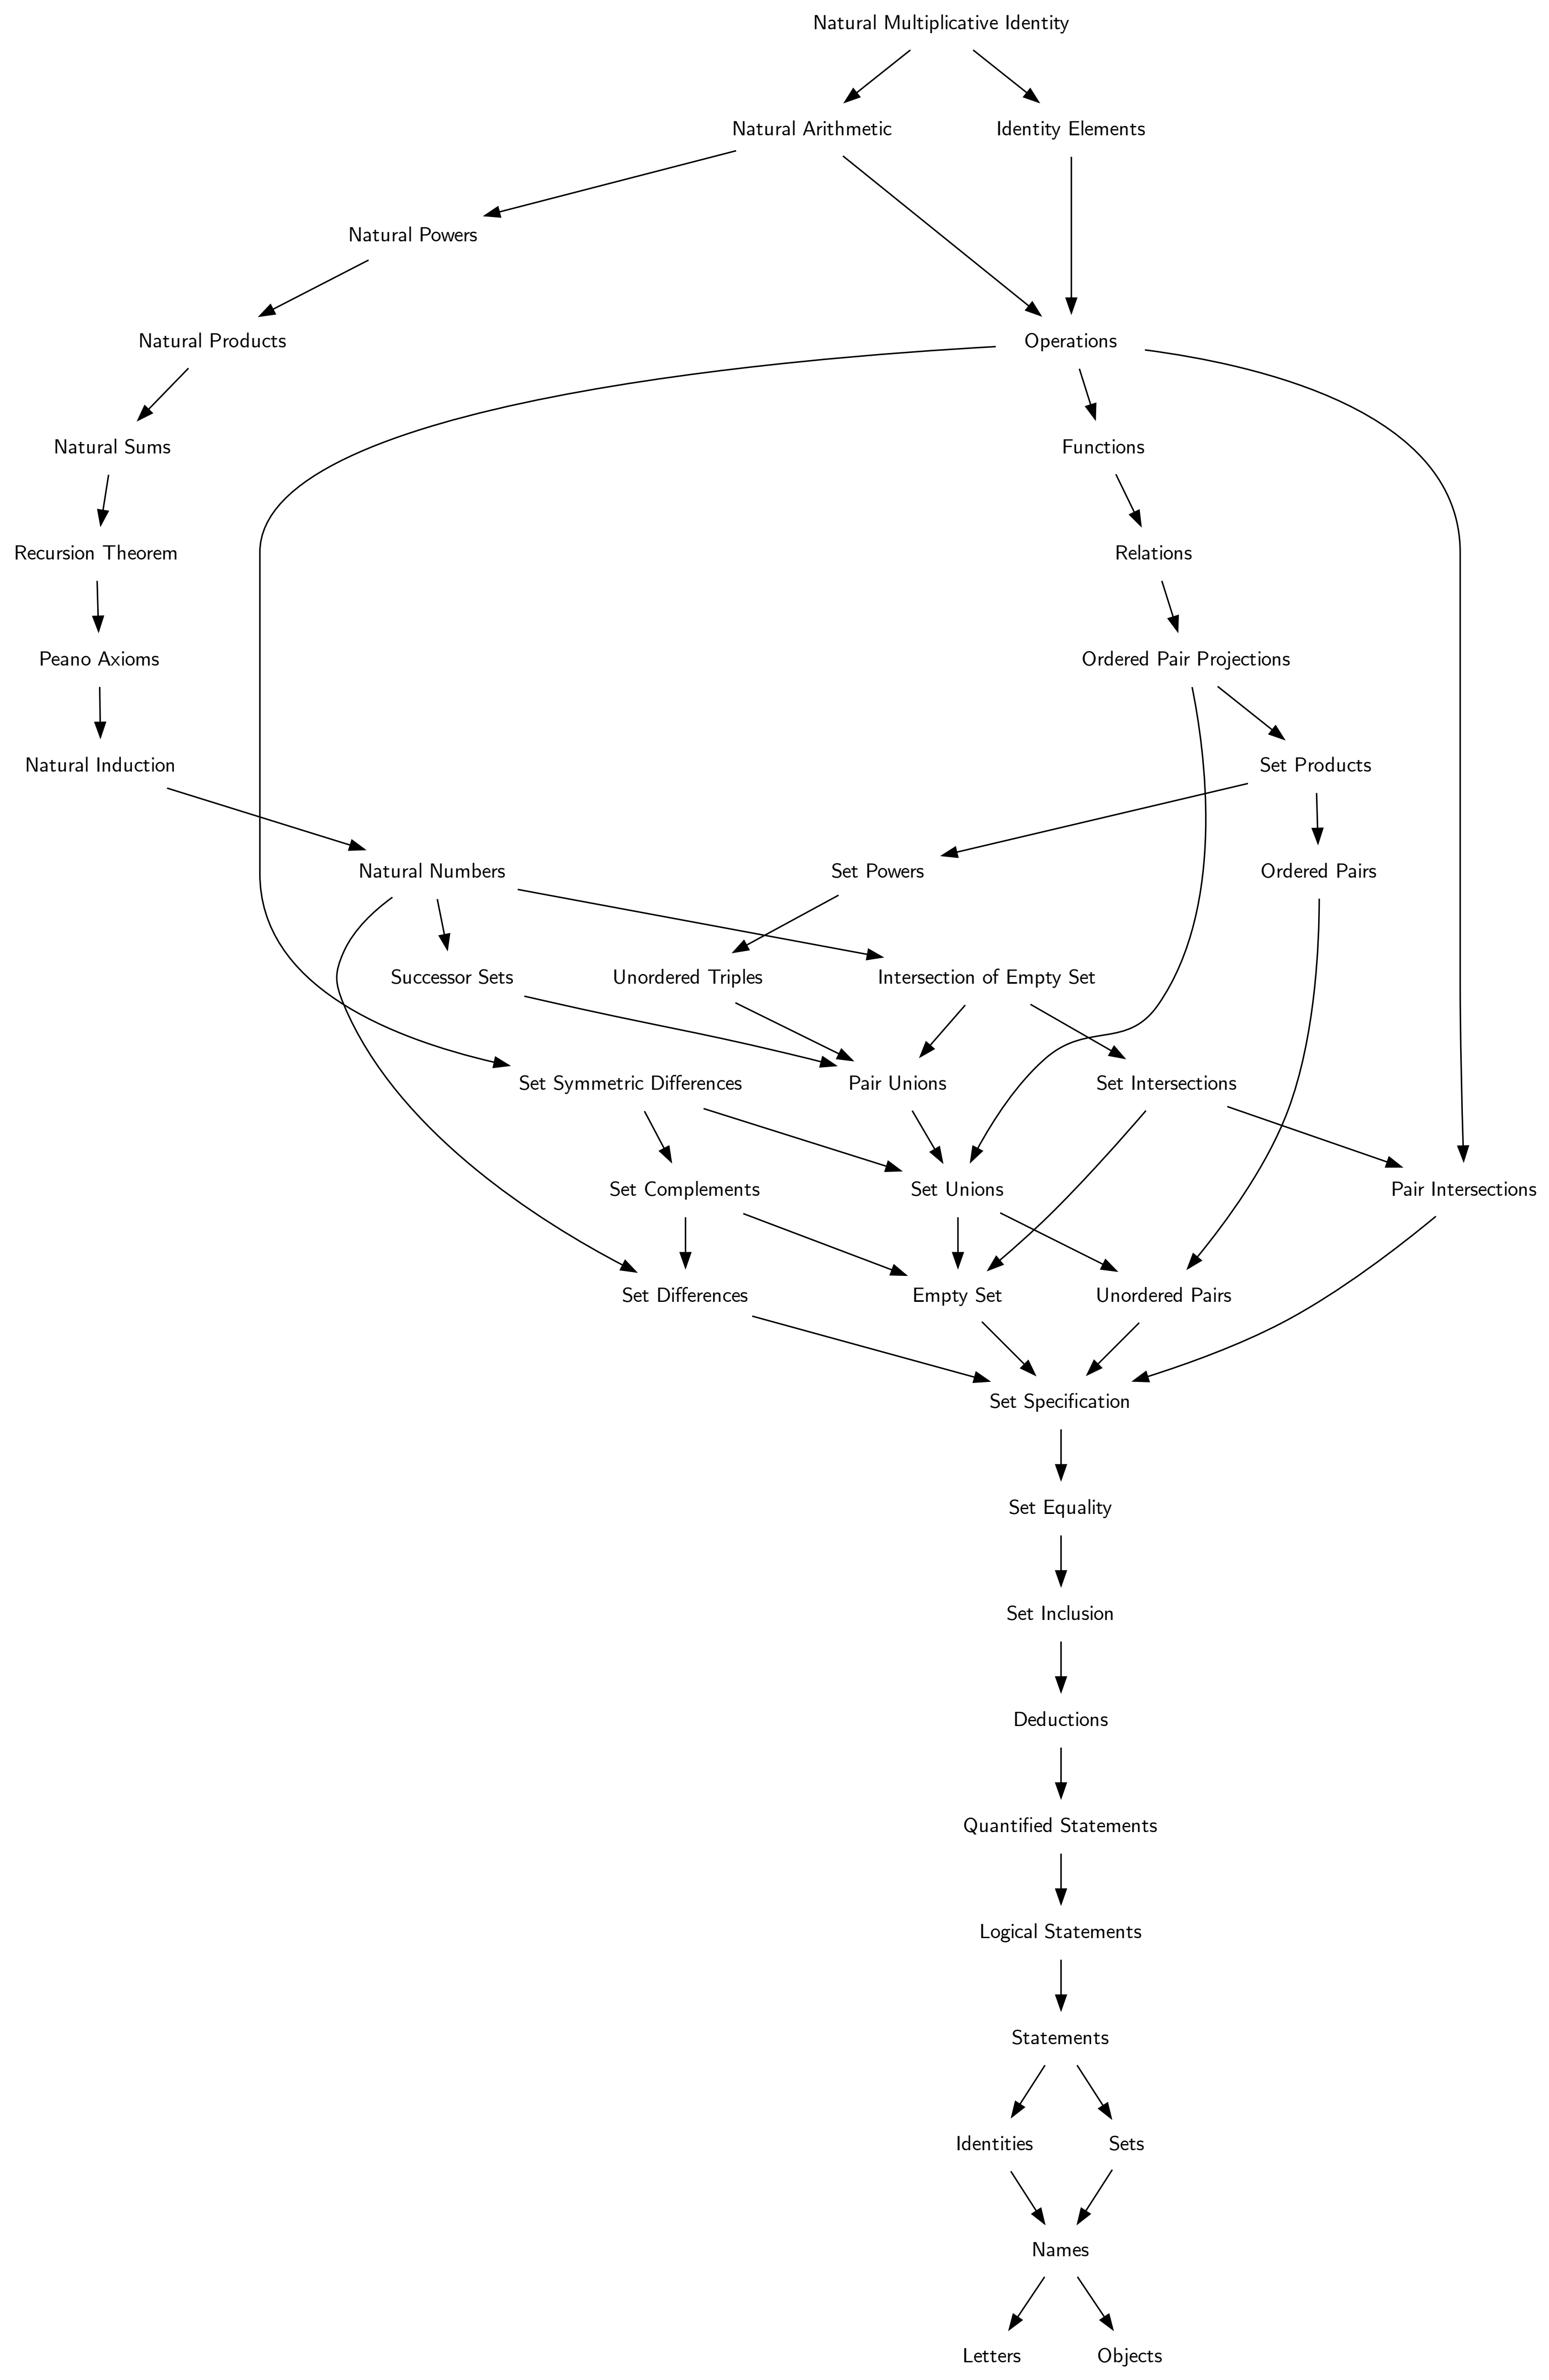 Natural Multiplicative Identity
Natural Arithmetic
Identity Elements
Natural Powers
Natural Products
Operations
Natural Sums
Functions
Recursion Theorem
Relations
Peano Axioms
Ordered Pair Projections
Natural Induction
Set Products
Natural Numbers
Set Powers
Ordered Pairs
Successor Sets
Unordered Triples
Intersection of Empty Set
Set Symmetric Differences
Pair Unions
Set Intersections
Set Complements
Set Unions
Pair Intersections
Set Differences
Empty Set
Unordered Pairs
Set Specification
Set Equality
Set Inclusion
Deductions
Quantified Statements
Logical Statements
Statements
Identities
Sets
Names
Letters
Objects